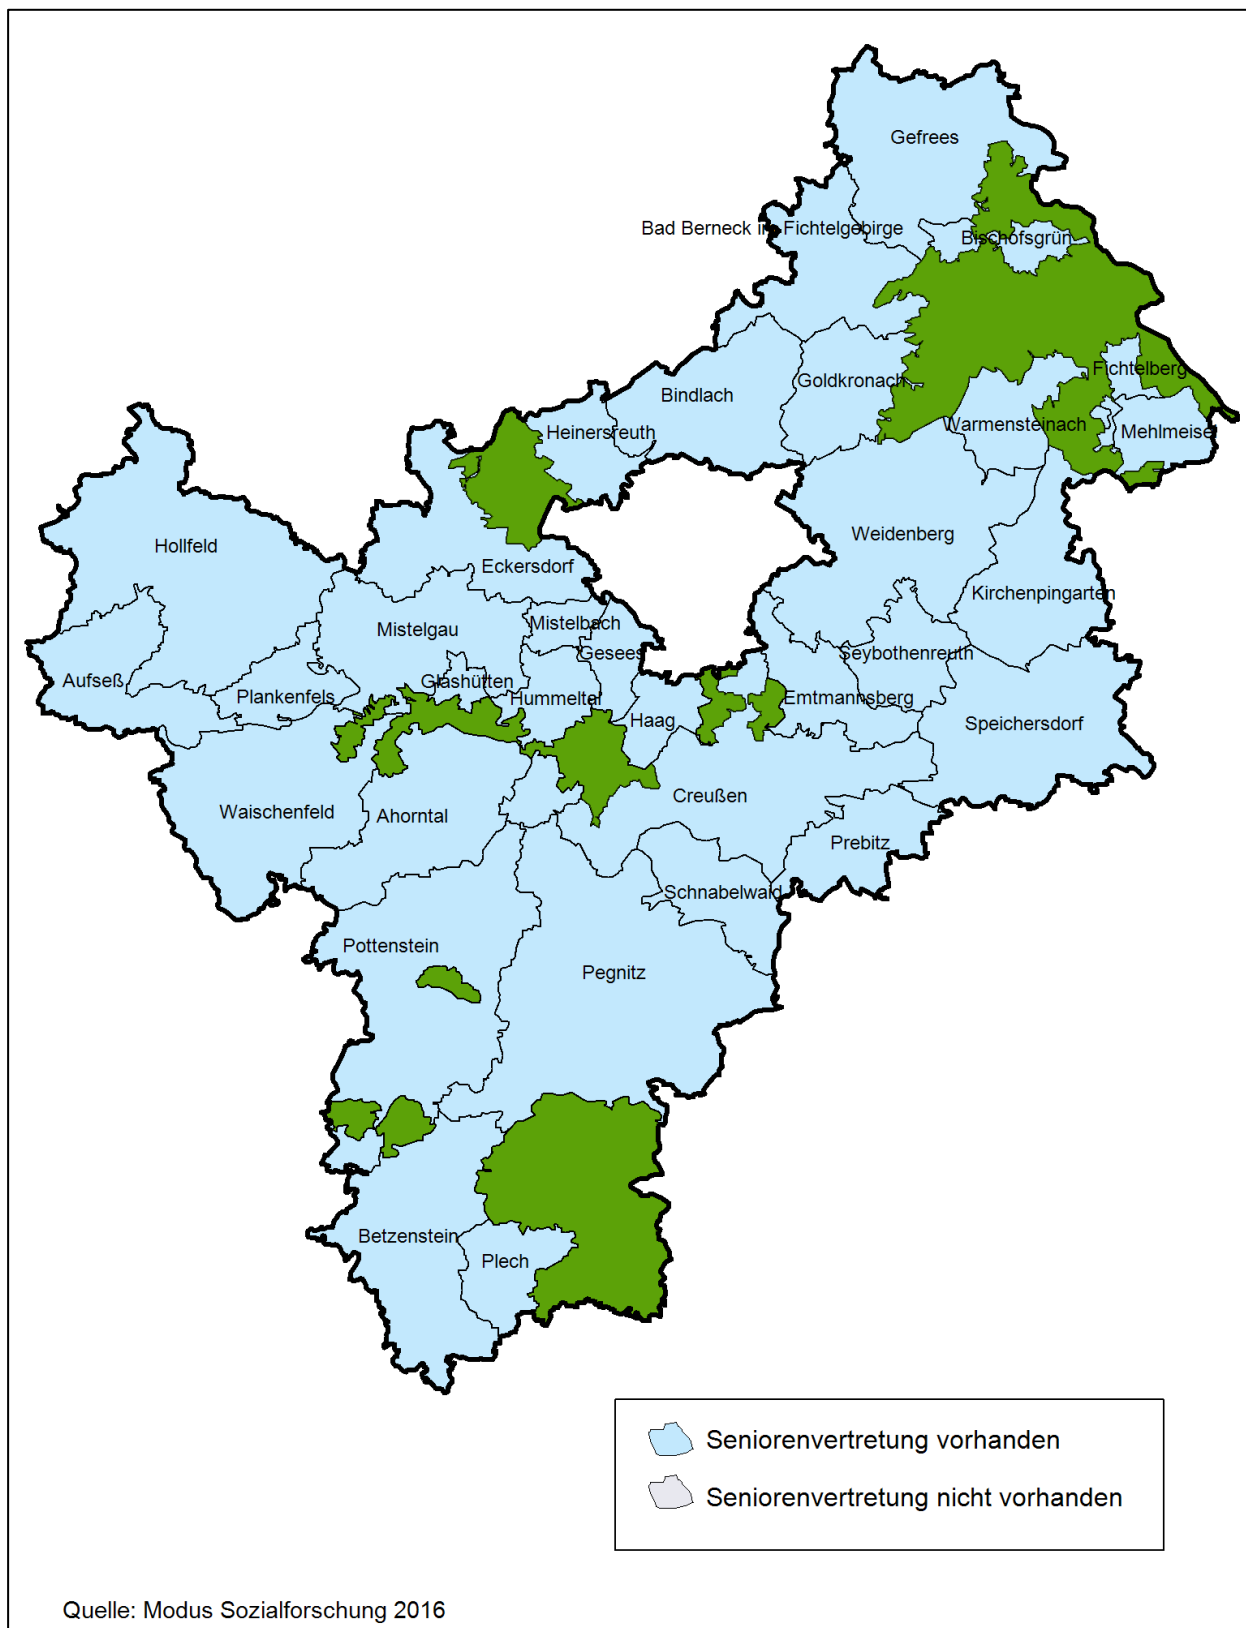 Gefrees
Bad Berneck im Fichtelgebirge
Bischofsgrün
Fichtelberg
Goldkronach
Bindlach
Warmensteinach
Mehlmeisel
Heinersreuth
Weidenberg
Hollfeld
Eckersdorf
Kirchenpingarten
Mistelbach
Mistelgau
Gesees
Seybothenreuth
Aufseß
Glashütten
Plankenfels
Hummeltal
Emtmannsberg
Haag
Speichersdorf
Creußen
Waischenfeld
Ahorntal
Prebitz
Schnabelwaid
Pottenstein
Pegnitz
Betzenstein
Plech
Seniorenvertretung vorhanden
Seniorenvertretung nicht vorhanden
Quelle: Modus Sozialforschung 2016